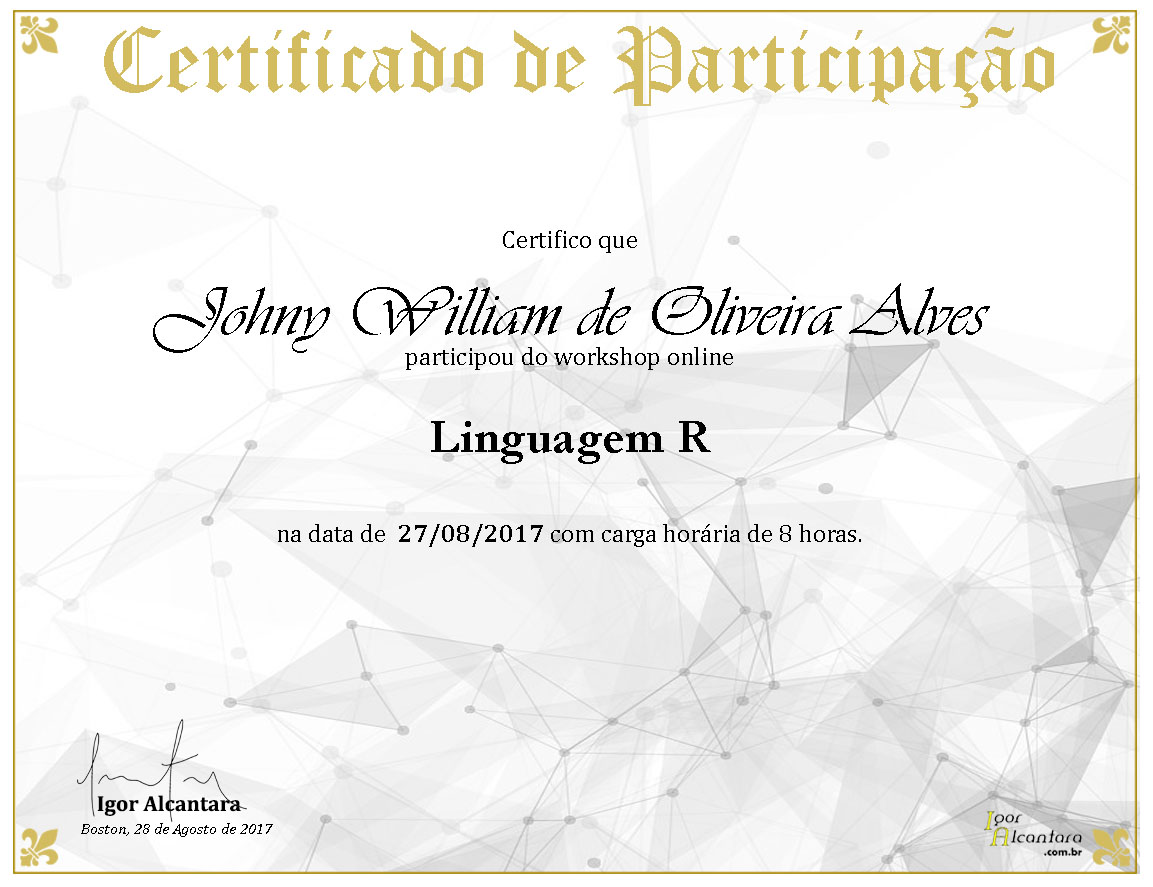 Certificado de Participação
Certifico que
Johny William de Oliveira Alves
participou do workshop online
Linguagem R
na data de 27/08/2017 com carga horária de 8 horas.
Igor Alcantara
Boston, 28 de Agosto de 2017
Igor
Alcantara
.com.br